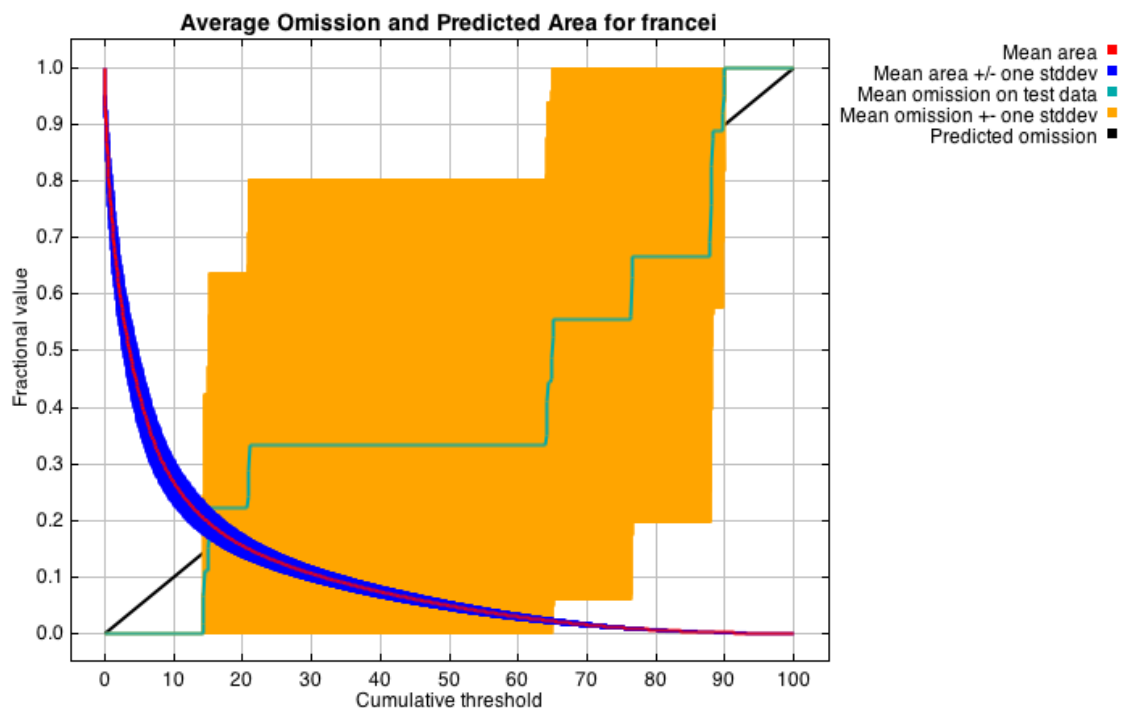 Average Omission and Predicted Area for francei
Mean area
Mean area +/- one stddev
Mean omission on test data
Mean omission +- one stddev
Predicted omission
Fractional value
1.0
0.9
0.8
0.7
0.6
0.5
0.4
0.3
0.2
0.1
0.0
0 10 20 30 40 50 60 70 80 90 100
Cumulative threshold